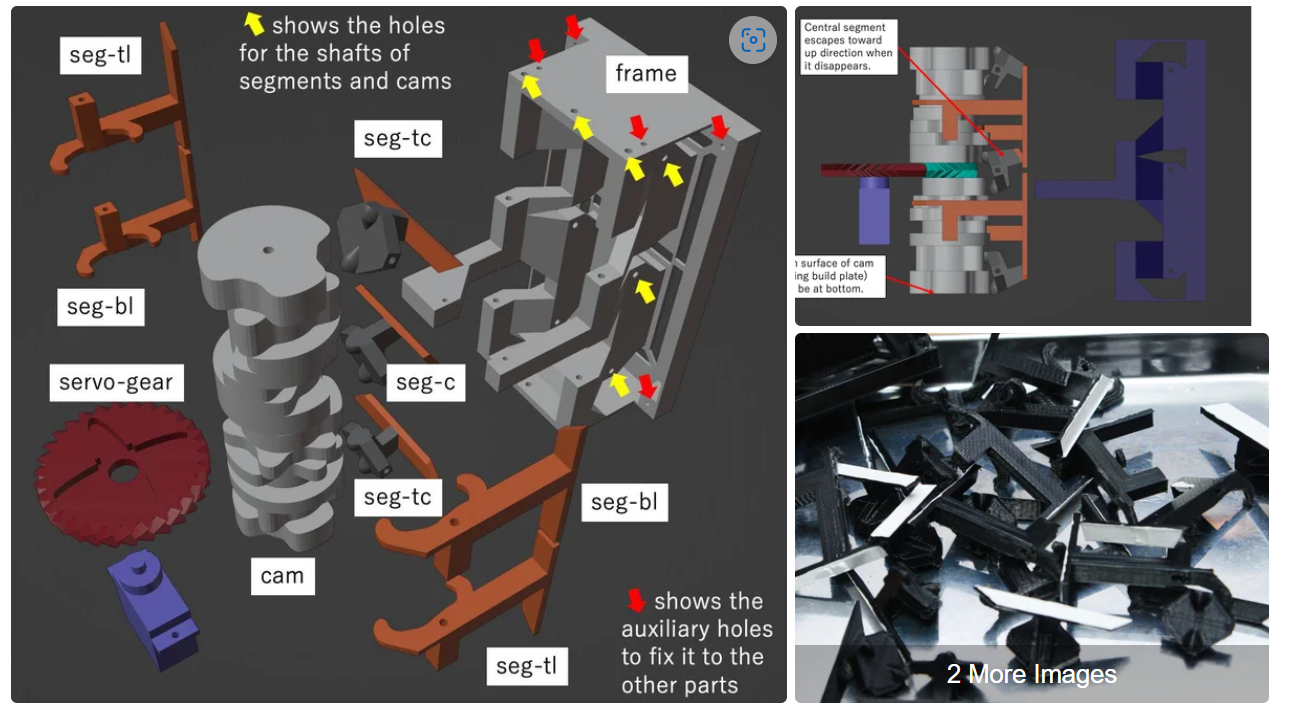 seg-tl
shows the holes
for the shafts of
segments and cams
frame
seg-tc
seg-bl
servo-gear
seg-c
seg-tc
seg-bl
cam
seg-tl
shows the
auxiliary holes
to fix it to the
other parts
Central segment
escapes toward
up direction when
it disappears.
surface of cam
ing build plate)
be at bottom.
2 More Images